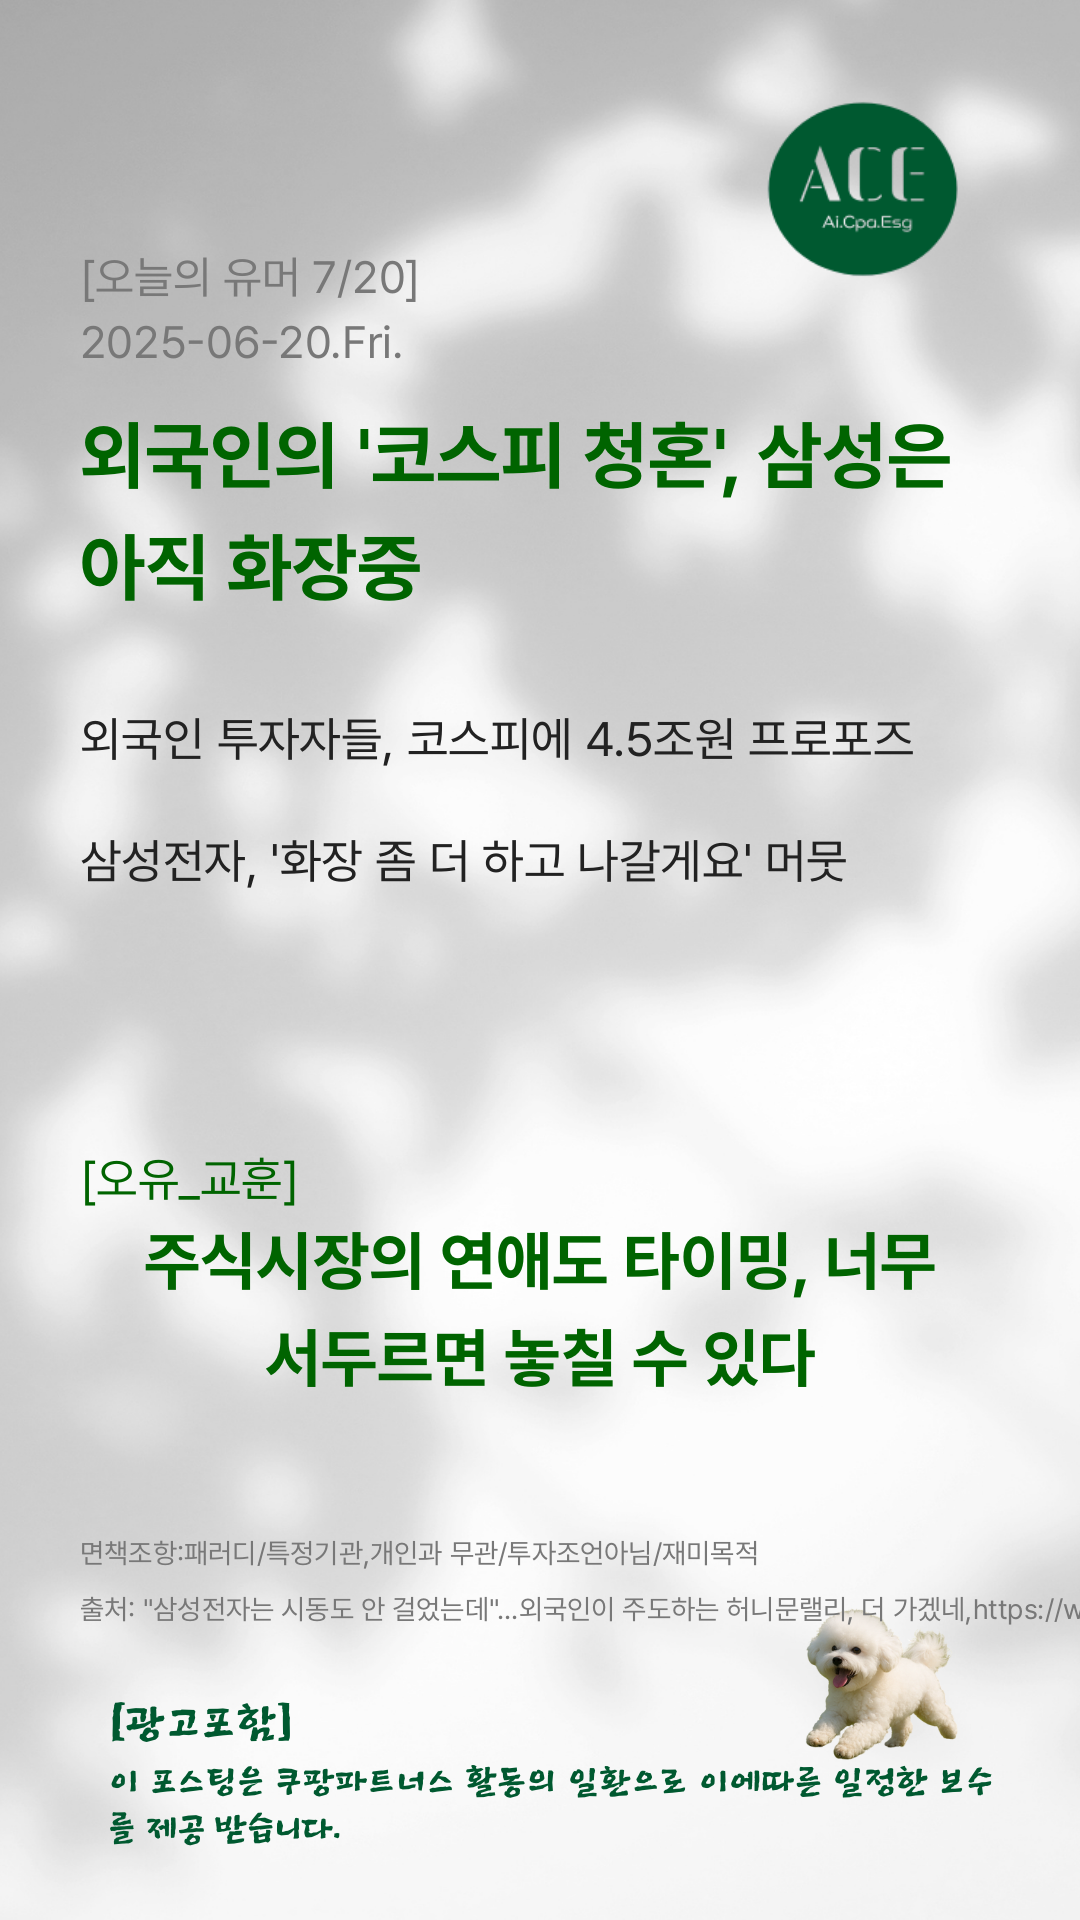 ACE
Ai.Cpa.Esg
[오늘의 유머 7/20]
2025-06-20.Fri.
외국인의 '코스피 청혼', 삼성은
아직 화장중
외국인 투자자들, 코스피에 4.5조원 프로포즈
삼성전자, '화장 좀 더 하고 나갈게요' 머뭇
[오유_교훈]
주식시장의 연애도 타이밍, 너무
서두르면 놓칠 수 있다
면책조항:패러디/특정기관,개인과 무관/투자조언아님/재미목적
출처: "삼성전자는 시동도 안 걸었는데"...외국인이 주도하는 허니문랠리, 더 가겠네,https://w
[광고포함]
이 포스팅은 쿠팡파트너스 활동의 일환으로 이에따른 일정한 보수
를 제공 받습니다.